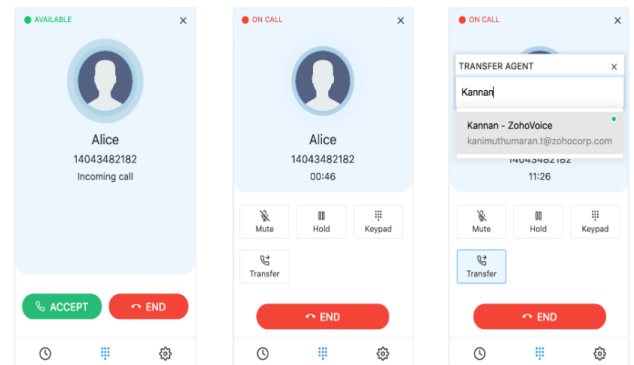 AVAILABLE
X
Alice
14043482182
Incoming call
ACCEPT
END
ON CALL
X
Alice
14043482182
00:46
Mute
Hold
Keypad
Transfer
END
ON CALL
X
TRANSFER AGENT
X
Kannan
Kannan - ZohoVoice
kanimuthumaran.t@zohocorp.com
14043482182
11:26
Mute
Hold
Keypad
Transfer
END